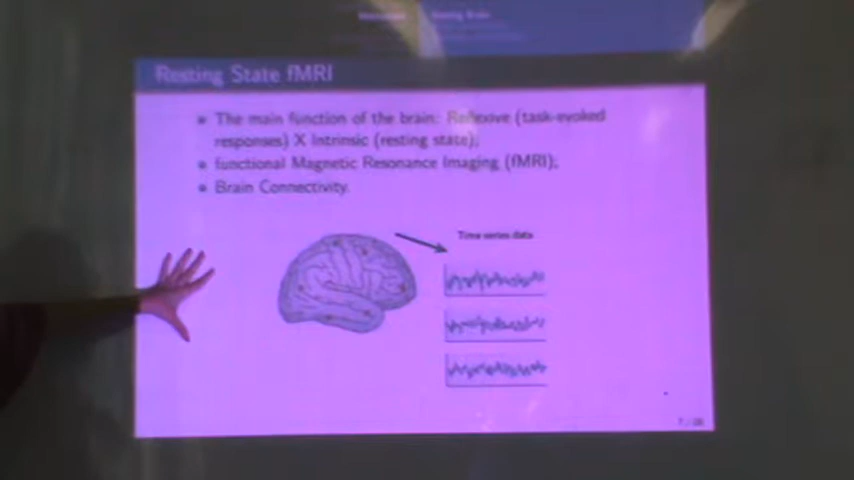 Resting State fMRI
The main function of the brain: Reflexive (task-evoked
responses) X Intrinsic (resting state);
functional Magnetic Resonance Imaging (fMRI);
Brain Connectivity.
Time series data